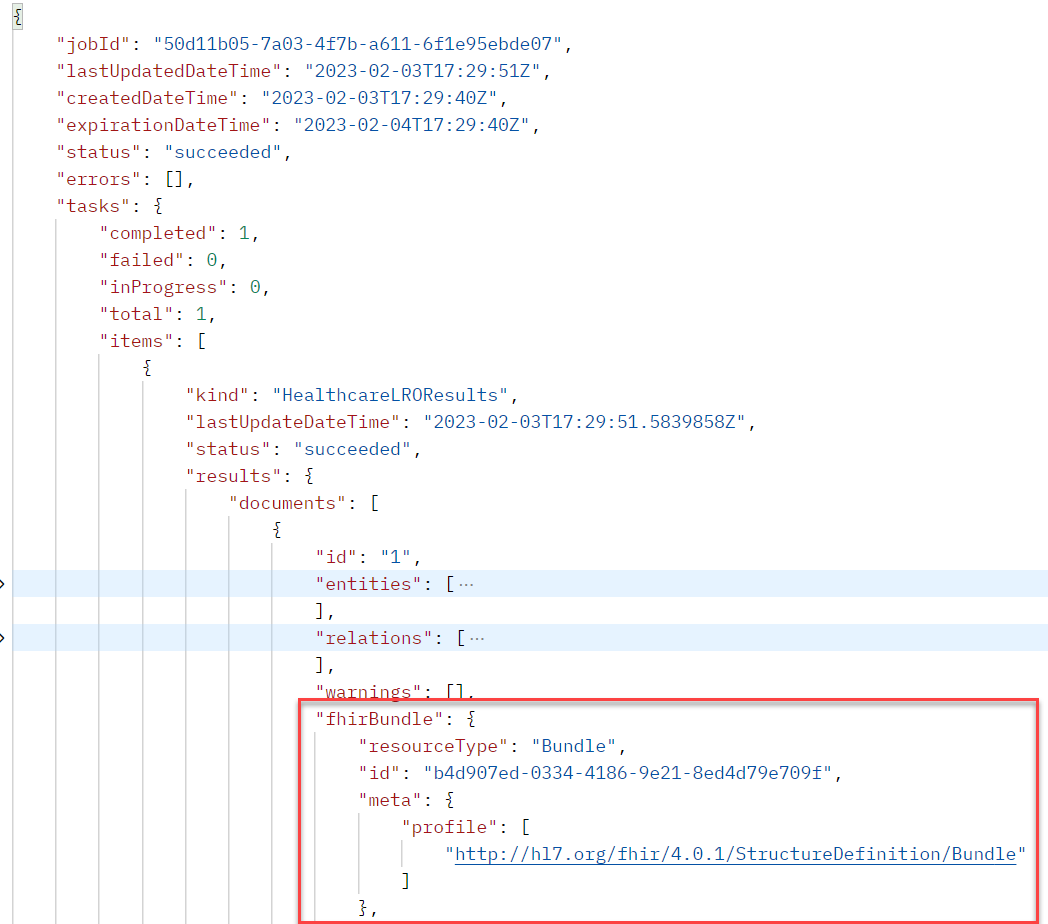 {
"jobId": "50d11b05-7a03-4f7b-a611-6f1e95ebde07",
"lastUpdatedDateTime": "2023-02-03T17:29:51Z",
"createdDateTime": "2023-02-03T17:29:40Z",
"expirationDateTime": "2023-02-04T17:29:40Z",
"status": "succeeded",
"errors": [],
"tasks": {
"completed": 1,
"failed": 0,
"inProgress": 0,
"total": 1,
"items": [
{
"kind": "HealthcareLROResults",
"lastUpdateDateTime": "2023-02-03T17:29:51.5839858Z",
"status": "succeeded",
"results": {
"documents": [
{
"id": "1",
"entities": [···
],
"relations": [···
],
"warnings": [],
"fhirBundle": {
"resourceType": "Bundle",
"id": "b4d907ed-0334-4186-9e21-8ed4d79e709f",
"meta": {
"profile": [
"http://hl7.org/fhir/4.0.1/StructureDefinition/Bundle"
]
},